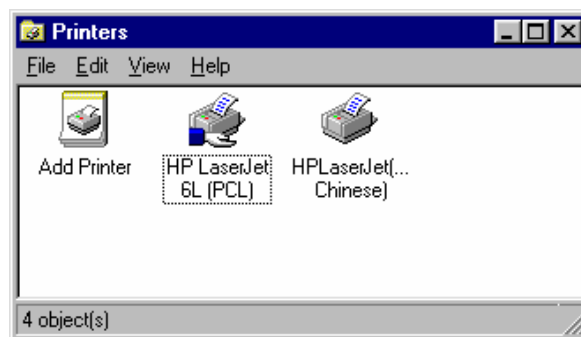 Printers
File Edit View Help
Add Printer
HP LaserJet
6L (PCL)
HPLaserJet(...
Chinese)
4 object(s)